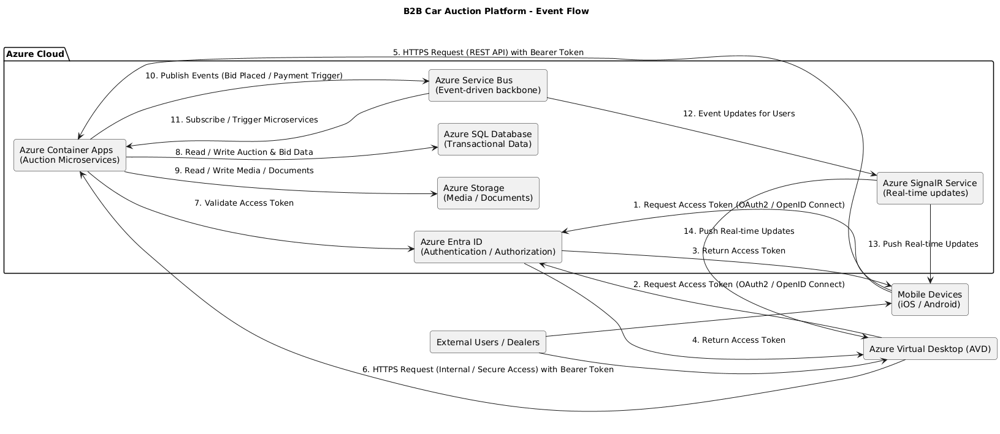 B2B Car Auction Platform - Event Flow
Azure Cloud
5. HTTPS Request (REST API) with Bearer Token
10. Publish Events (Bid Placed / Payment Trigger)
Azure Service Bus
(Event-driven backbone)
11. Subscribe / Trigger Microservices
12. Event Updates for Users
Azure SQL Database
(Transactional Data)
Azure Container Apps
(Auction Microservices)
8. Read / Write Auction & Bid Data
9. Read / Write Media / Documents
Azure Storage
(Media / Documents)
Azure SignalR Service
(Real-time updates)
7. Validate Access Token
1. Request Access Token (OAuth2 / OpenID Connect)
14. Push Real-time Updates
Azure Entra ID
(Authentication / Authorization)
3. Return Access Token
13. Push Real-time Updates
2. Request Access Token (OAuth2 / OpenID Connect)
Mobile Devices
(iOS / Android)
External Users / Dealers
4. Return Access Token
Azure Virtual Desktop (AVD)
6. HTTPS Request (Internal / Secure Access) with Bearer Token